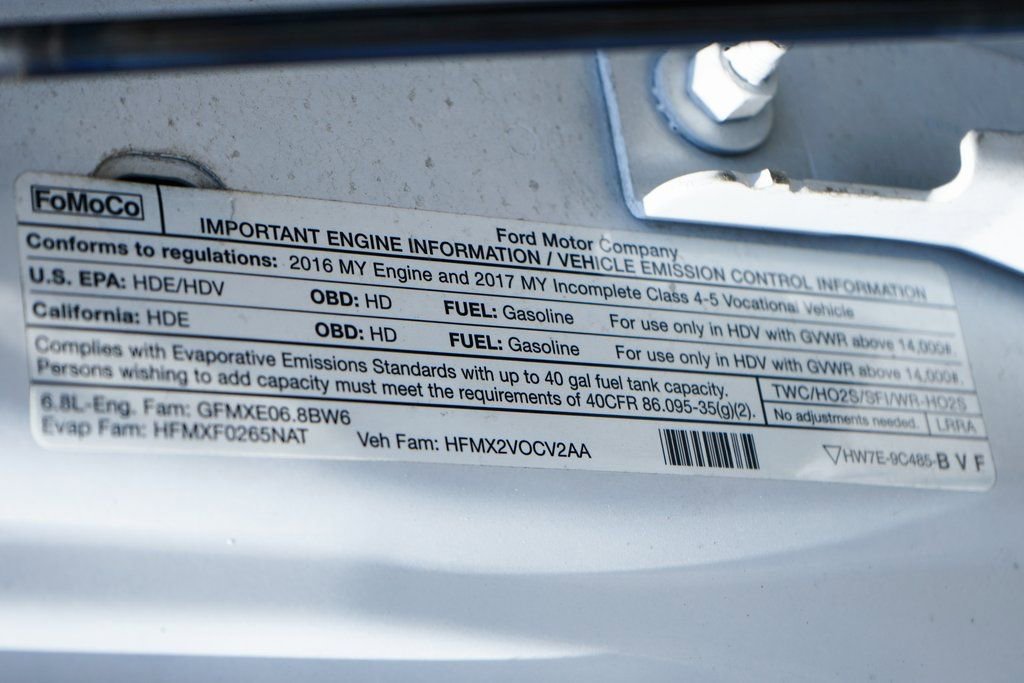 FoMoCo
Ford Motor Company
IMPORTANT ENGINE INFORMATION / VEHICLE EMISSION CONTROL INFORMATION
Conforms to regulations: 2016 MY Engine and 2017 MY Incomplete Class 4-5 Vocational Vehicle
U.S. EPA: HDE/HDV OBD: HD FUEL: Gasoline For use only in HDV with GVWR above 14,000#.
California: HDE OBD: HD FUEL: Gasoline For use only in HDV with GVWR above 14,000#.
Complies with Evaporative Emissions Standards with up to 40 gal fuel tank capacity.
Persons wishing to add capacity must meet the requirements of 40CFR 86.095-35(g)(2).
TWC/HO2S/SFI/WR-HO2S
No adjustments needed. LRRA
6.8L-Eng. Fam: GFMXE06.8BW6
Evap Fam: HFMXF0265NAT Veh Fam: HFMX2VOCV2AA
HW7E-9C485-B V F